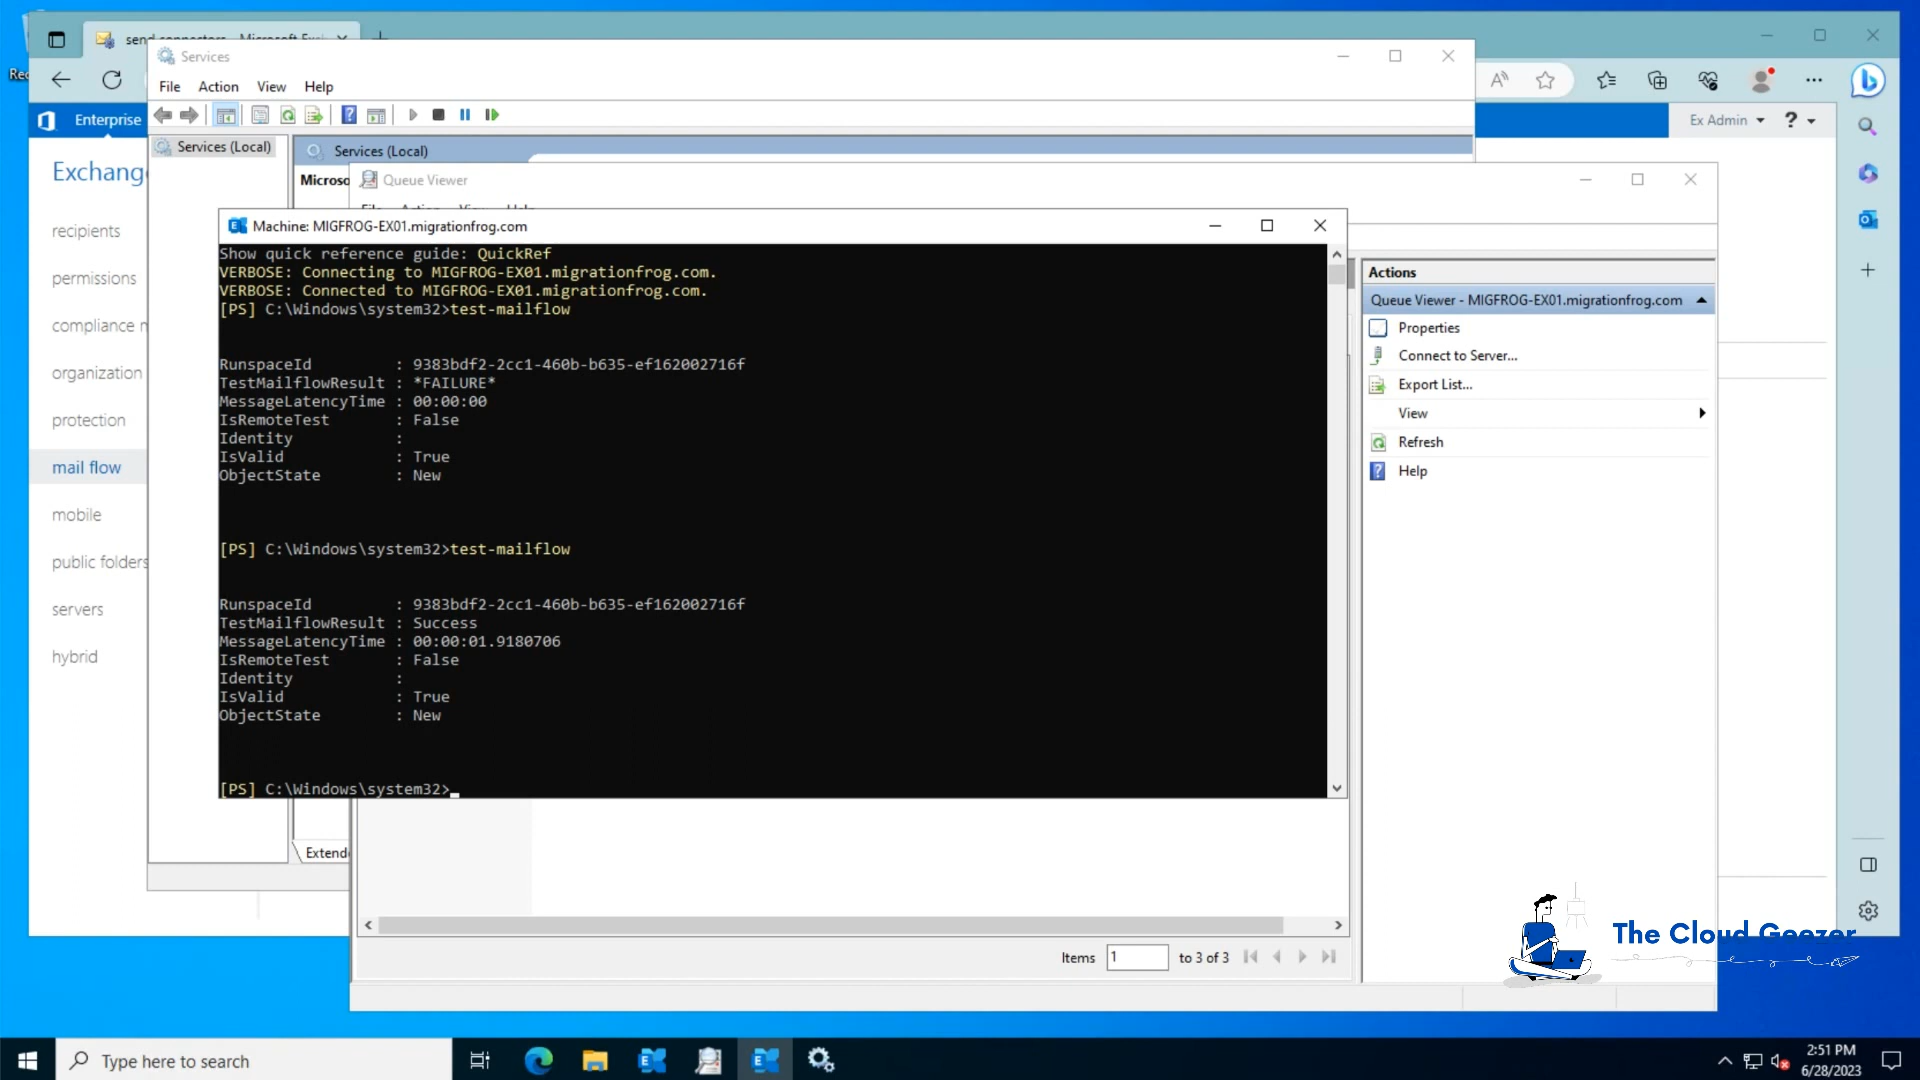 Services
File Action View Help
Ex Admin
?
Enterprise
Services (Local)
Services (Local)
Exchang
Microso
Queue Viewer
recipients
permissions
compliance m
organization
protection
mail flow
mobile
public folders
servers
hybrid
Machine: MIGFROG-EX01.migrationfrog.com
Show quick reference guide: QuickRef
VERBOSE: Connecting to MIGFROG-EX01.migrationfrog.com.
VERBOSE: Connected to MIGFROG-EX01.migrationfrog.com.
[PS] C:\Windows\system32>test-mailflow
RunspaceId : 9383bdf2-2cc1-460b-b635-ef162002716f
TestMailflowResult : *FAILURE*
MessageLatencyTime : 00:00:00
IsRemoteTest : False
Identity :
IsValid : True
ObjectState : New
[PS] C:\Windows\system32>test-mailflow
RunspaceId : 9383bdf2-2cc1-460b-b635-ef162002716f
TestMailflowResult : Success
MessageLatencyTime : 00:00:01.9180706
IsRemoteTest : False
Identity :
IsValid : True
ObjectState : New
[PS] C:\Windows\system32>_
Actions
Queue Viewer - MIGFROG-EX01.migrationfrog.com
Properties
Connect to Server...
Export List...
View
Refresh
Help
Extende
Items 1 to 3 of 3
The Cloud Geezer
Type here to search
2:51 PM
6/28/2023